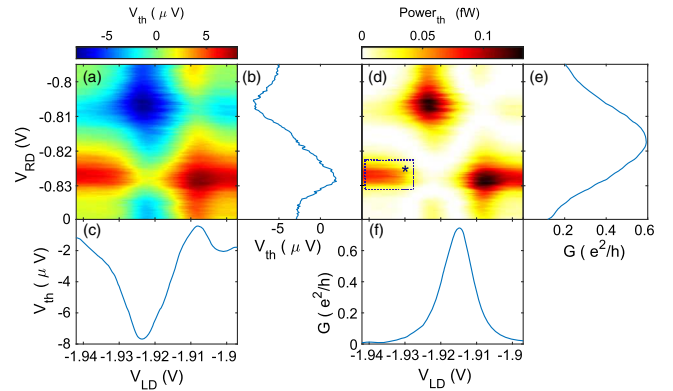 V_th ( μ V)
Power_th (fW)
-5 0 5
0 0.05 0.1
(a) (b) (d) (e)
-0.8
-0.81
-0.82
-0.83
0
V_RD (V)
-5 0
V_th ( μ V)
0.2 0.4 0.6
G ( e²/h)
*
(c) (f)
-2
-4
-6
-8
V_th ( μ V)
0.6
0.4
0.2
0
G ( e²/h)
-1.94 -1.93 -1.92 -1.91 -1.9
-1.94 -1.93 -1.92 -1.91 -1.9
V_LD (V)
V_LD (V)